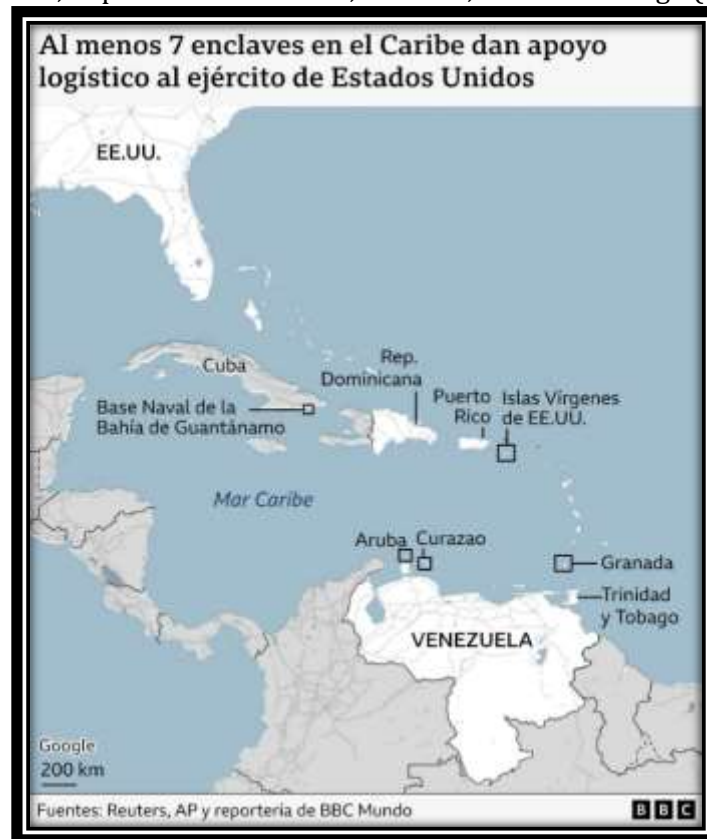 Al menos 7 enclaves en el Caribe dan apoyo
logístico al ejército de Estados Unidos
EE.UU.
Cuba
Rep.
Dominicana
Base Naval de la
Bahía de Guantánamo
Puerto
Rico
Islas Vírgenes
de EE.UU.
Mar Caribe
Aruba
Curazao
Granada
Trinidad
y Tobago
VENEZUELA
Google
200 km
Fuentes: Reuters, AP y reportería de BBC Mundo
BBC